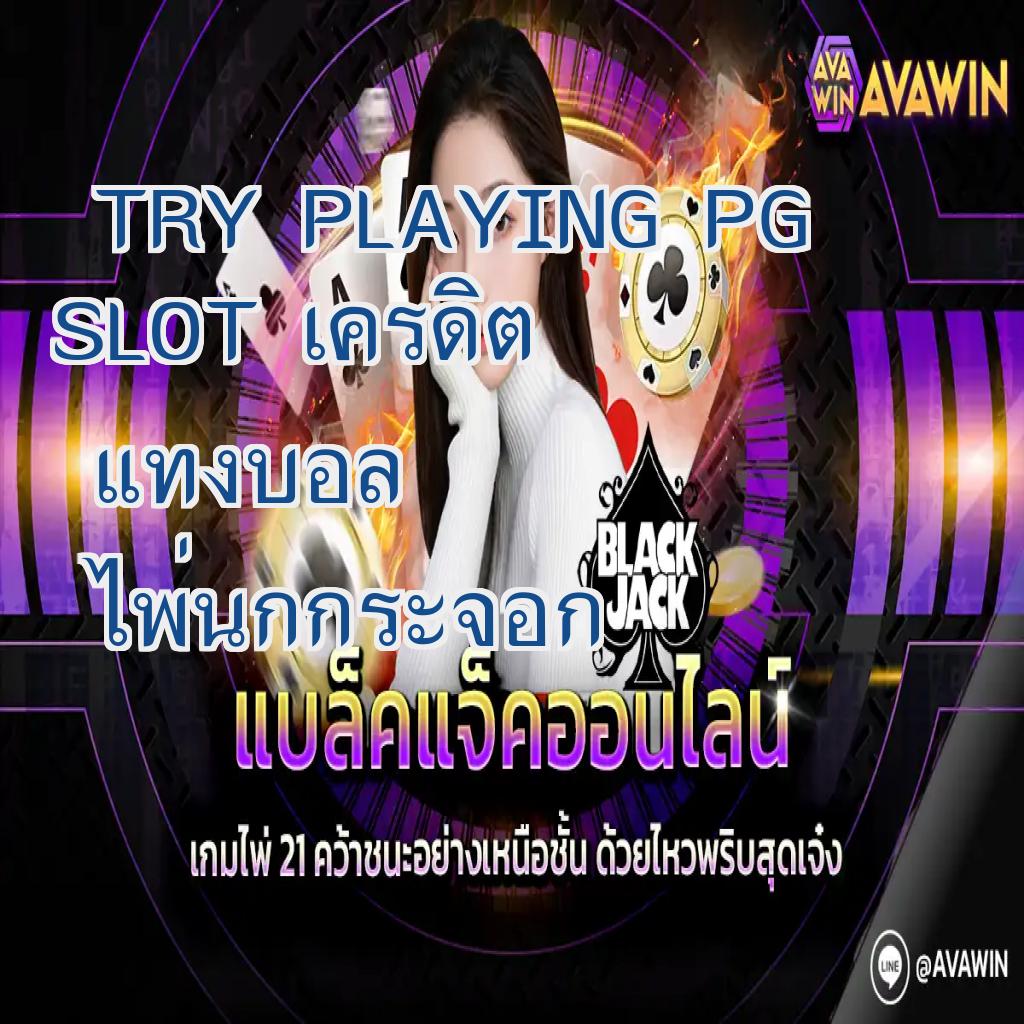 AVA
WIN
AVAWIN
TRY PLAYING PG
SLOT เครดิต
แทงบอล
ไพ่นกกระจอก
BLACK
JACK
แบล็คแจ็คออนไลน์
เกมไพ่ 21 คว้าชนะอย่างเหนือชั้น ด้วยไหวพริบสุดเจ๋ง
LINE
@AVAWIN